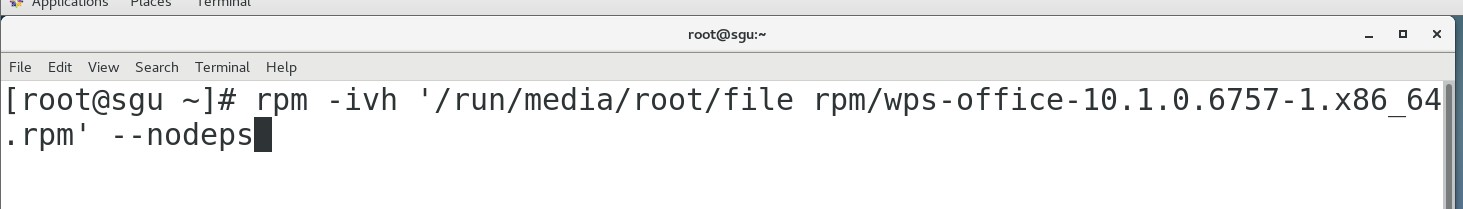 Applications Places Terminal
root@sgu:~
File Edit View Search Terminal Help
[root@sgu ~]# rpm -ivh '/run/media/root/file rpm/wps-office-10.1.0.6757-1.x86_64
.rpm' --nodeps